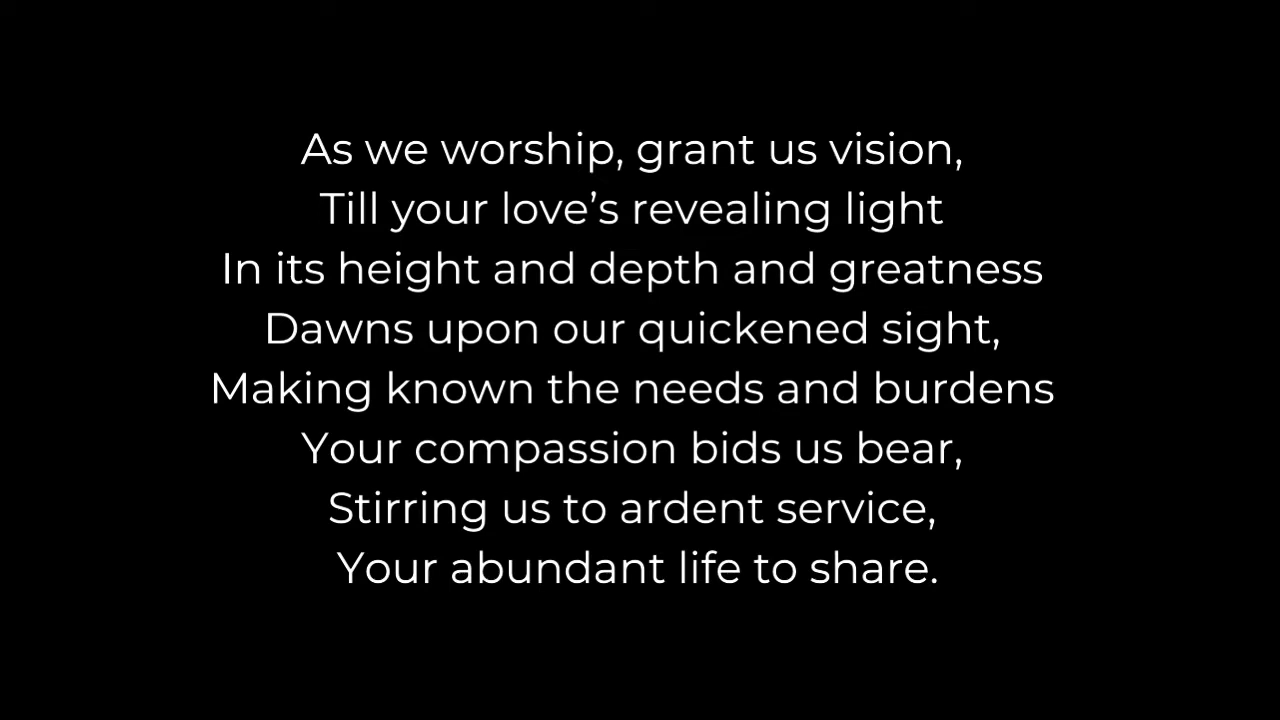 As we worship, grant us vision,
Till your love’s revealing light
In its height and depth and greatness
Dawns upon our quickened sight,
Making known the needs and burdens
Your compassion bids us bear,
Stirring us to ardent service,
Your abundant life to share.